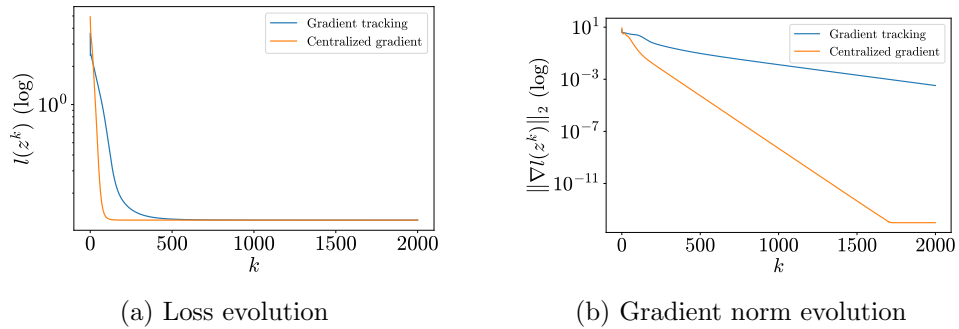 l(z^k) (log)
10^0
Gradient tracking
Centralized gradient
0 500 1000 1500 2000
k
(a) Loss evolution
‖∇l(z^k)‖_2 (log)
10^1
10^−3
10^−7
10^−11
Gradient tracking
Centralized gradient
0 500 1000 1500 2000
k
(b) Gradient norm evolution